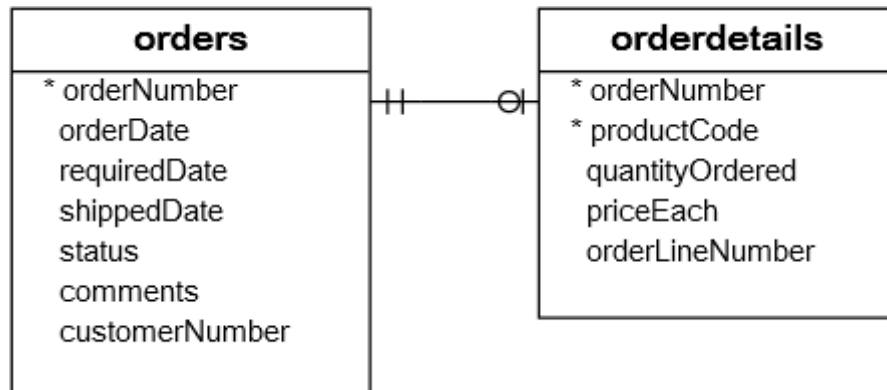 orders
* orderNumber
orderDate
requiredDate
shippedDate
status
comments
customerNumber
orderdetails
* orderNumber
* productCode
quantityOrdered
priceEach
orderLineNumber